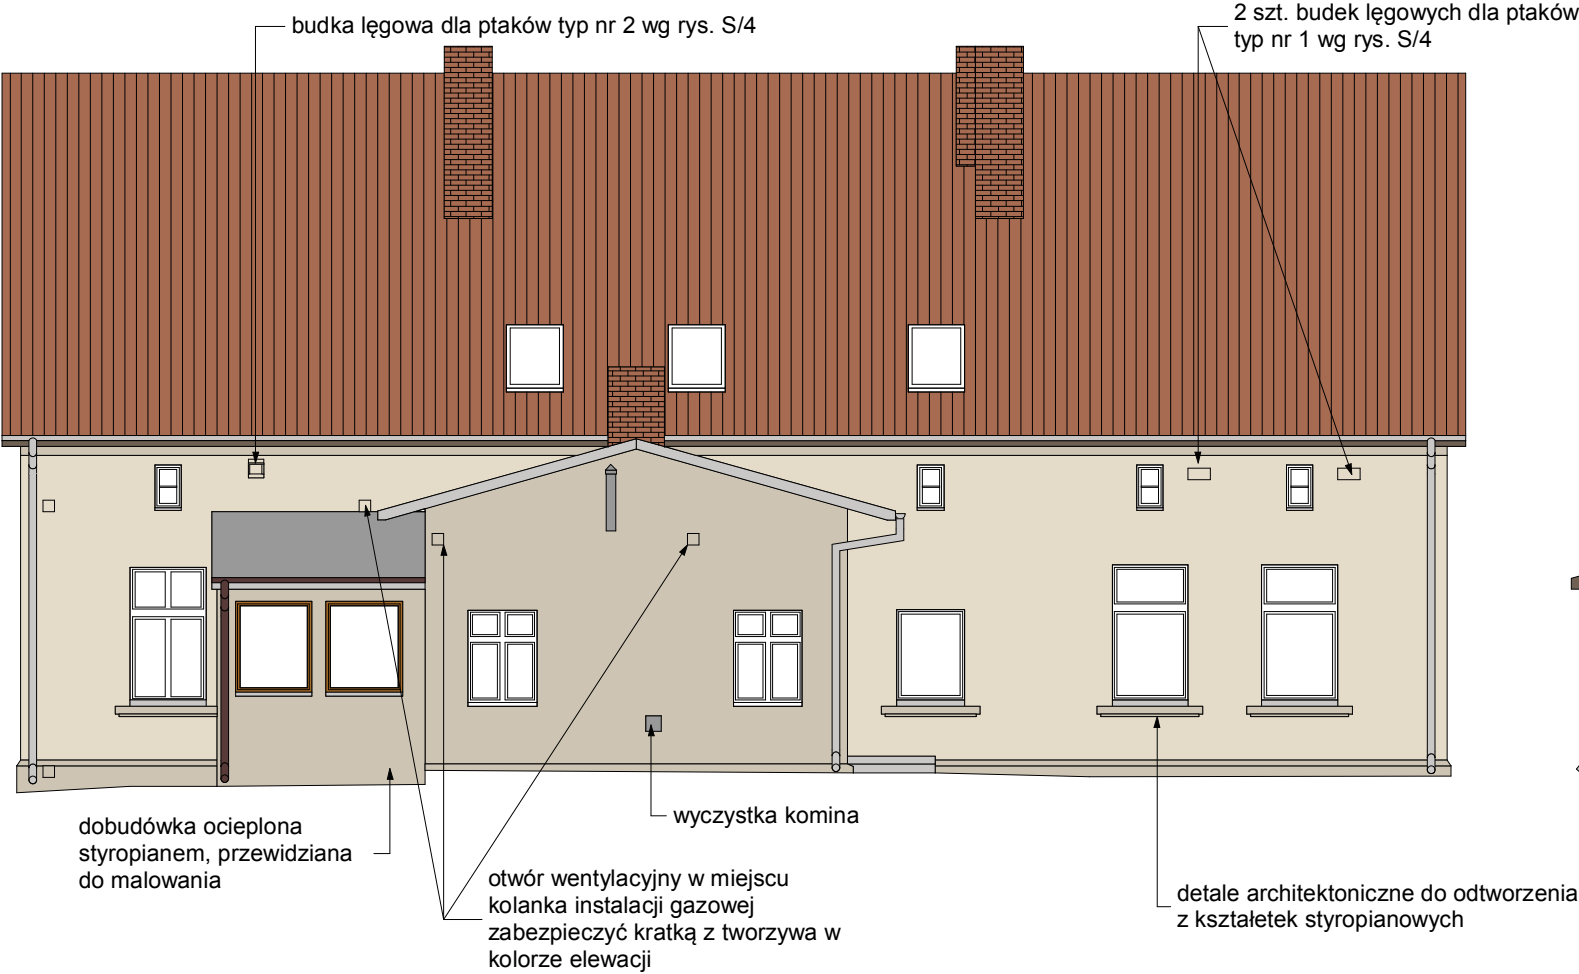 budka lęgowa dla ptaków typ nr 2 wg rys. S/4
2 szt. budek lęgowych dla ptaków
typ nr 1 wg rys. S/4
wyczystka komina
dobudówka ocieplona
styropianem, przewidziana
do malowania
otwór wentylacyjny w miejscu
kolanka instalacji gazowej
zabezpieczyć kratką z tworzywa w
kolorze elewacji
detale architektoniczne do odtworzenia
z kształetek styropianowych